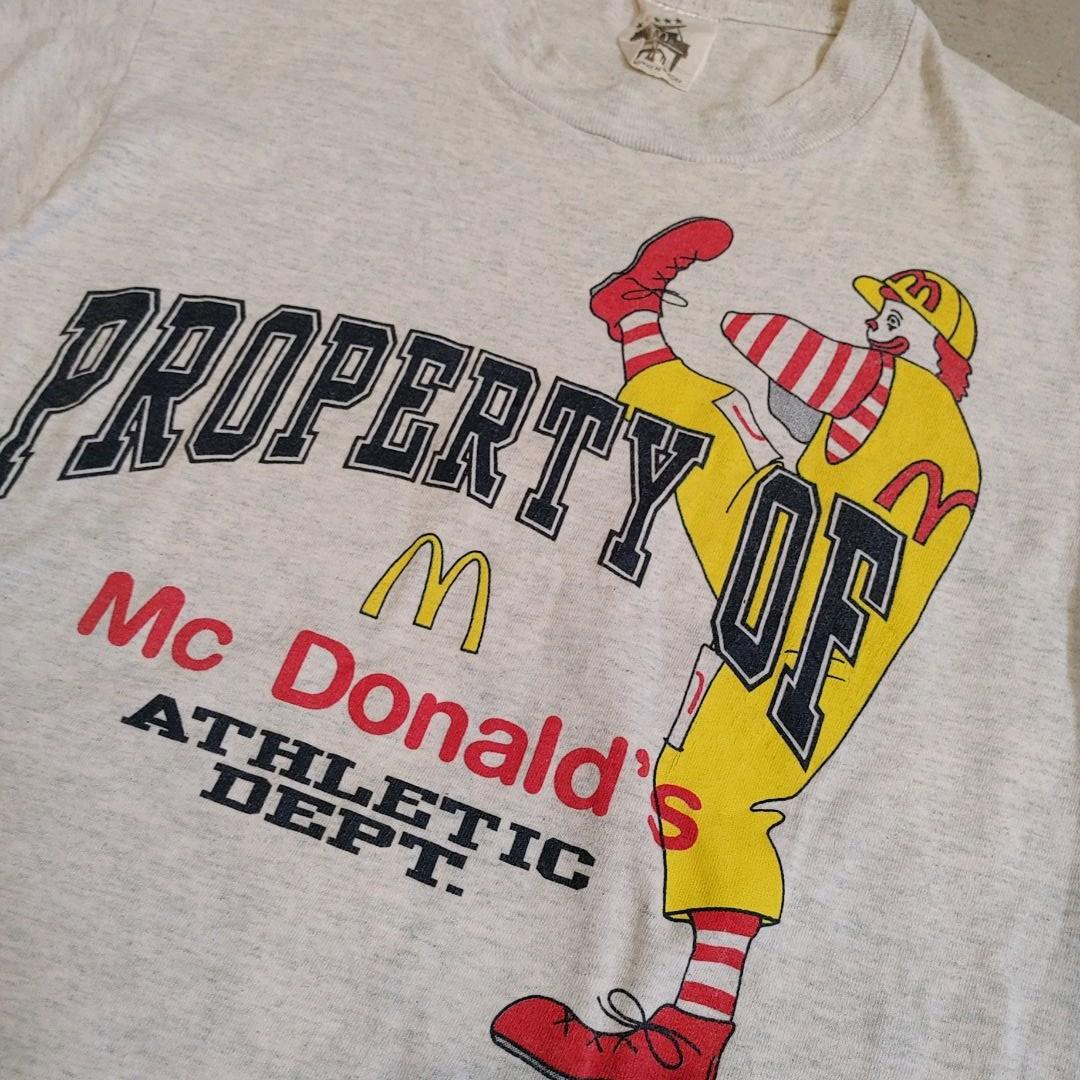 PROPERTY OF
M
Mc Donald's
ATHLETIC
DEPT.